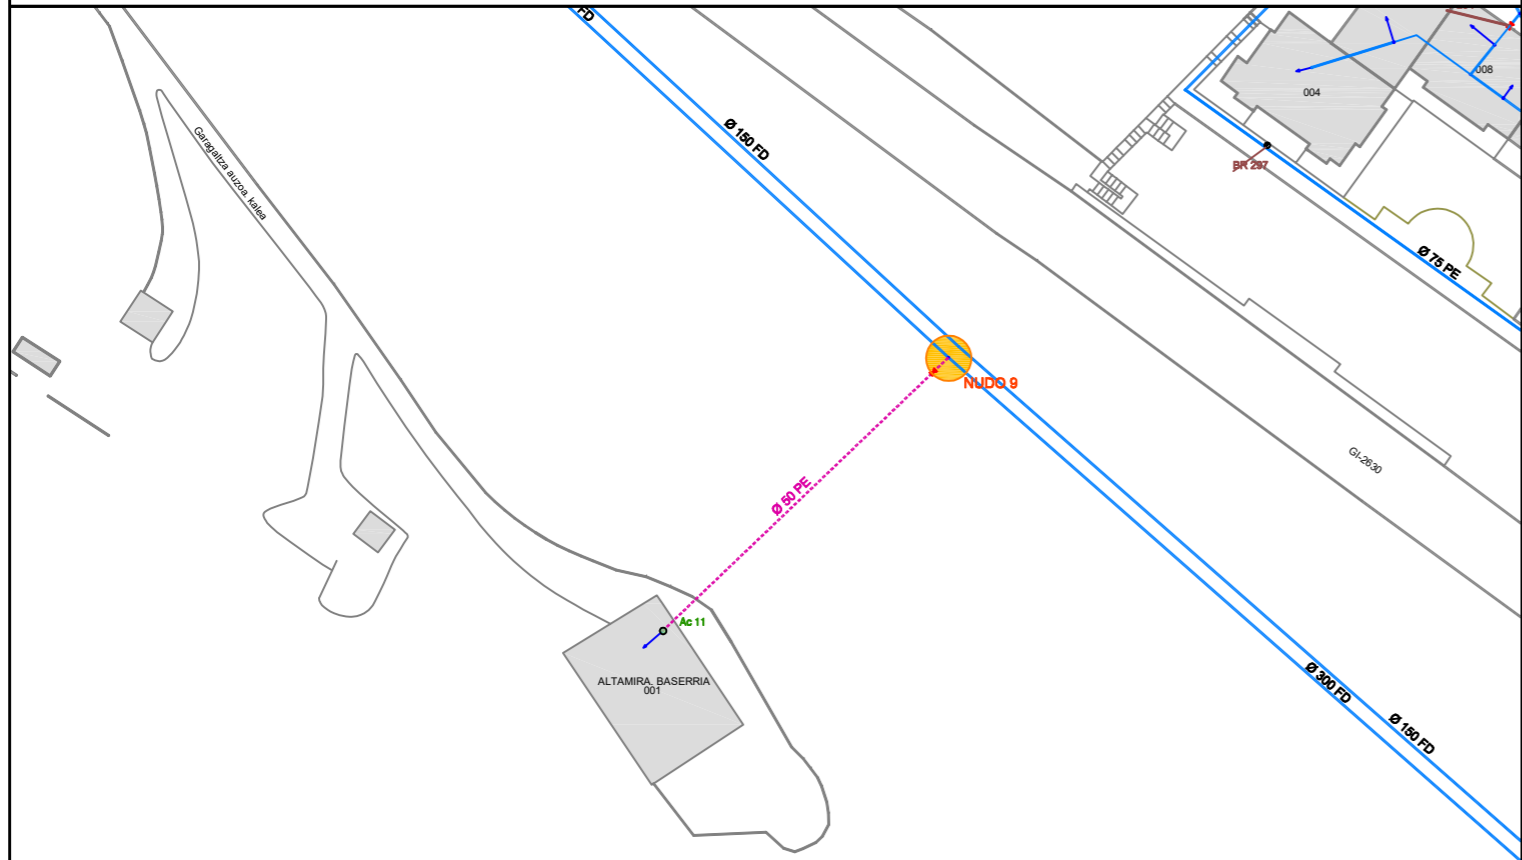 FD
008
004
Ø 150 FD
BR 297
Garagaltza auzoa. kalea
Ø 75 PE
NUDO 9
GI-2630
Ø 50 PE
Ac 11
ALTAMIRA. BASERRIA
001
Ø 300 FD
Ø 150 FD